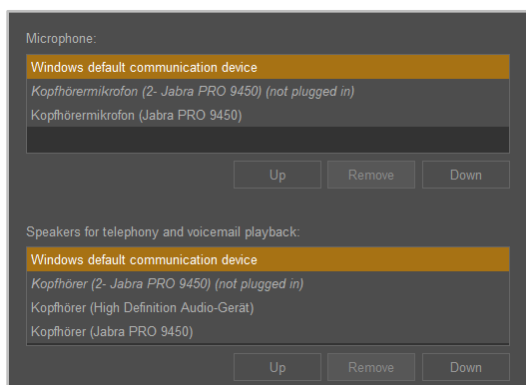 Microphone:
Windows default communication device
Kopfhörermikrofon (2- Jabra PRO 9450) (not plugged in)
Kopfhörermikrofon (Jabra PRO 9450)
Up Remove Down
Speakers for telephony and voicemail playback:
Windows default communication device
Kopfhörer (2- Jabra PRO 9450) (not plugged in)
Kopfhörer (High Definition Audio-Gerät)
Kopfhörer (Jabra PRO 9450)
Up Remove Down